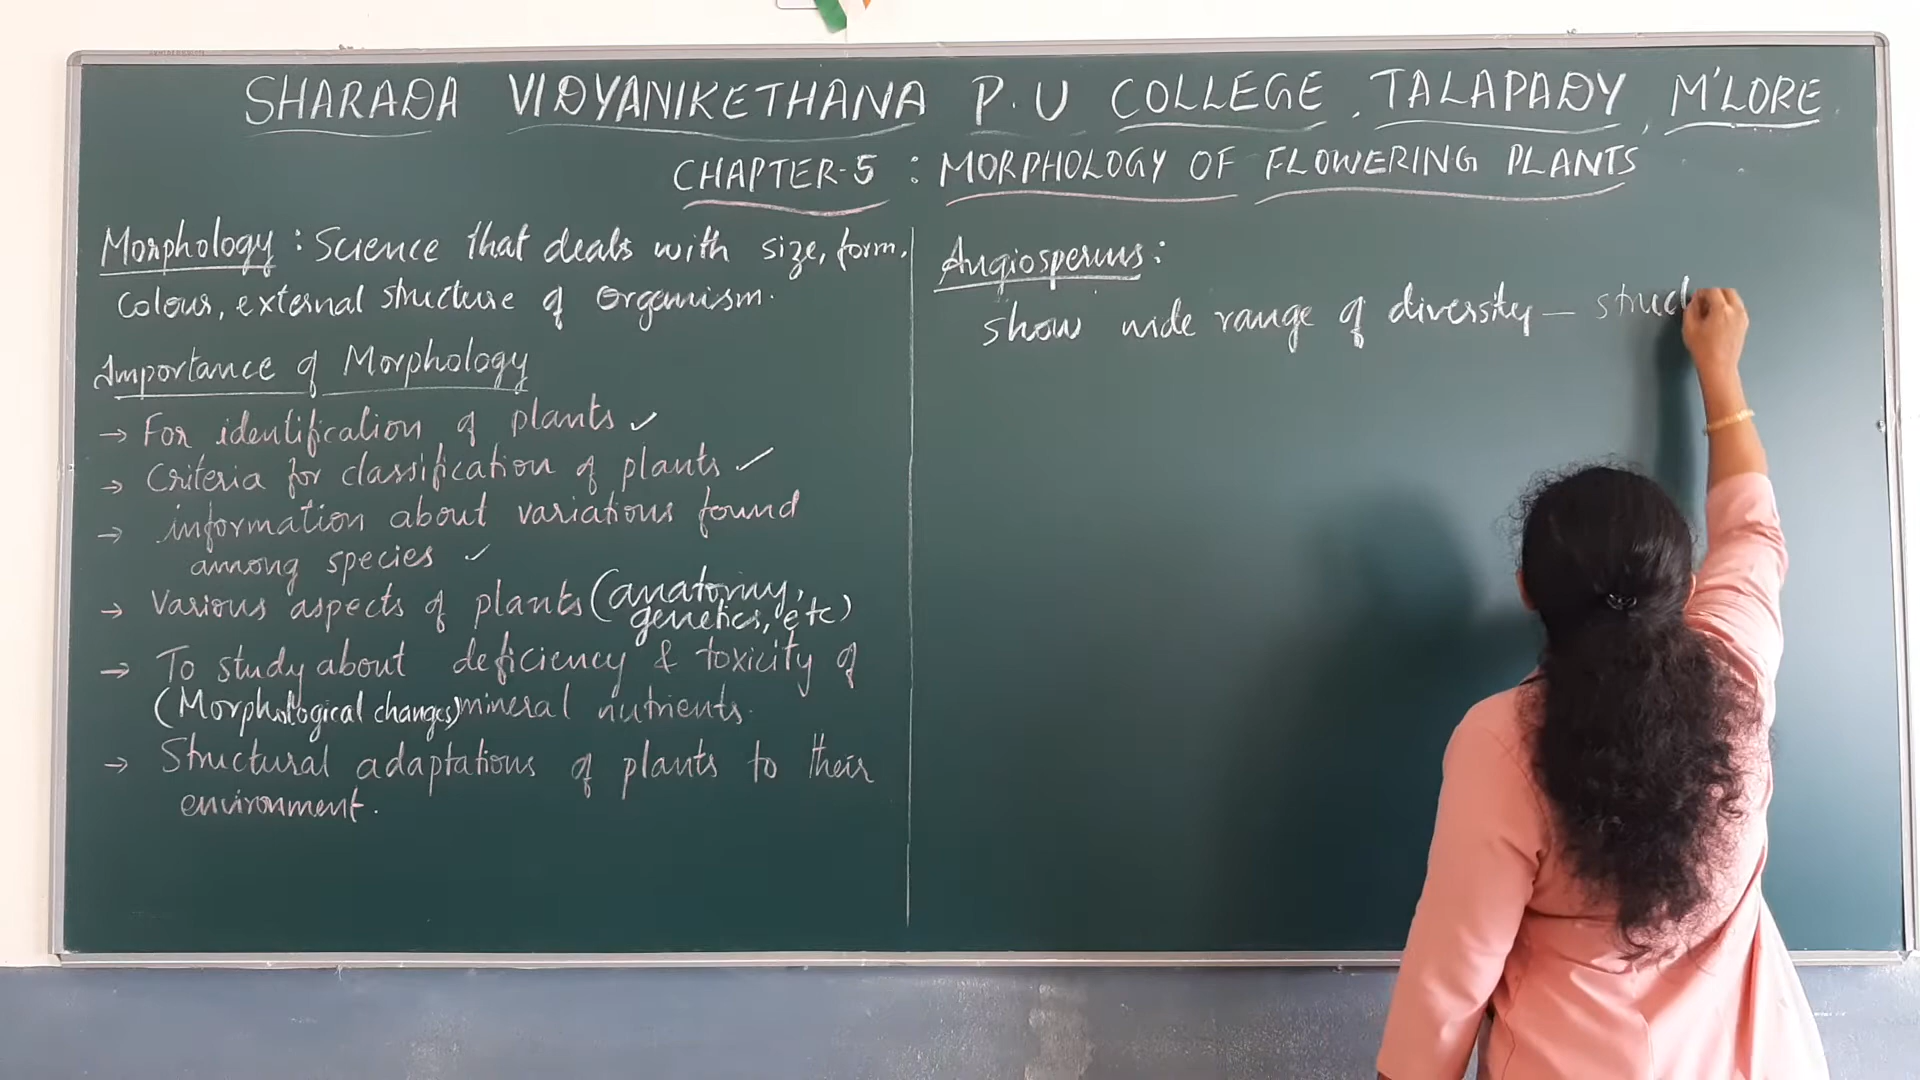 SHARADA VIDYANIKETHANA P.U COLLEGE, TALAPADY, M'LORE
CHAPTER-5 : MORPHOLOGY OF FLOWERING PLANTS
Morphology : Science that deals with size, form,
colour, external structure of organism.
Importance of Morphology
→ For identification of plants ✓
→ Criteria for classification of plants ✓
→ information about variations found
among species ✓
→ Various aspects of plants (anatomy,
genetics, etc)
→ To study about deficiency & toxicity of
(Morphological changes) mineral nutrients.
→ Structural adaptations of plants to their
environment.
Angiosperms :
show wide range of diversity — struct